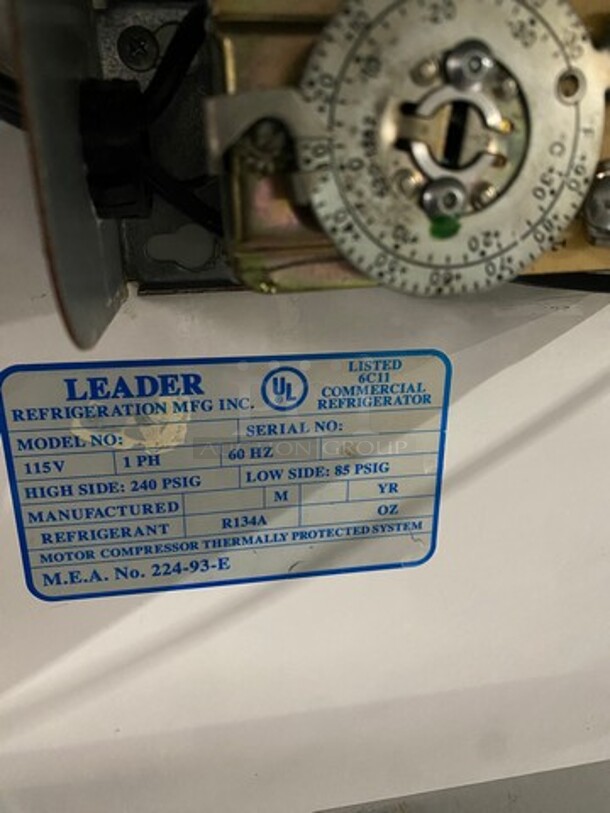 LEADER
REFRIGERATION MFG INC.
UL
LISTED
6C11
COMMERCIAL
REFRIGERATOR
MODEL NO:
SERIAL NO:
115V
1 PH
60 HZ
HIGH SIDE: 240 PSIG
LOW SIDE: 85 PSIG
MANUFACTURED
M
YR
REFRIGERANT
R134A
OZ
MOTOR COMPRESSOR THERMALLY PROTECTED SYSTEM
M.E.A. No. 224-93-E
AUCTION GROUP
°C